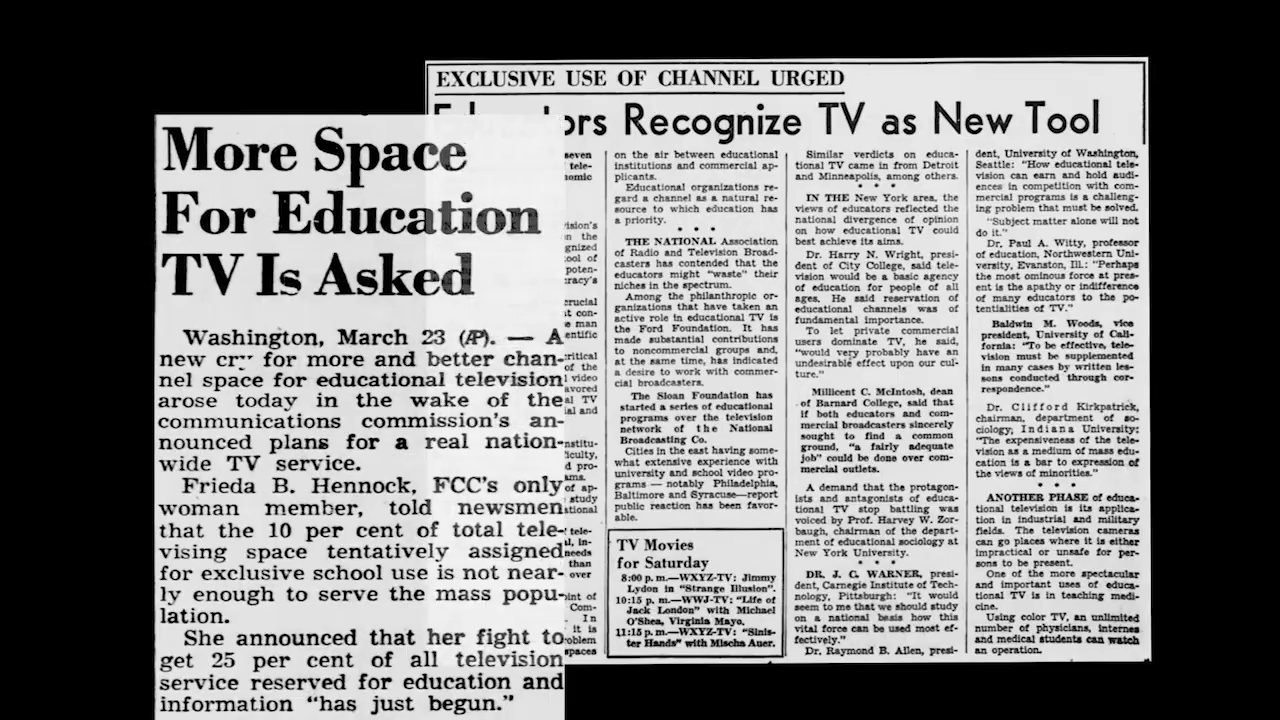 More Space
For Education
TV Is Asked
Washington, March 23 (AP). — A
new cry for more and better chan-
nel space for educational television
arose today in the wake of the
communications commission's an-
nounced plans for a real nation-
wide TV service.
Frieda B. Hennock, FCC's only
woman member, told newsmen
that the 10 per cent of total tele-
vising space tentatively assigned
for exclusive school use is not near-
ly enough to serve the mass popu-
lation.
She announced that her fight to
get 25 per cent of all television
service reserved for education and
information "has just begun."
EXCLUSIVE USE OF CHANNEL URGED
Educators Recognize TV as New Tool
on the air between educational
institutions and commercial ap-
plicants.
Educational organizations re-
gard a channel as a natural re-
source to which education has
a priority.
• • •
THE NATIONAL Association
of Radio and Television Broad-
casters has contended that the
educators might "waste" their
niches in the spectrum.
Among the philanthropic or-
ganizations that have taken an
active role in educational TV is
the Ford Foundation. It has
made substantial contributions
to noncommercial groups and,
at the same time, has indicated
a desire to work with commer-
cial broadcasters.
The Sloan Foundation has
started a series of educational
programs over the television
network of the National
Broadcasting Co.
Cities in the east having some-
what extensive experience with
university and school video pro-
grams — notably Philadelphia,
Baltimore and Syracuse—report
public reaction has been favor-
able.
TV Movies
for Saturday
8:00 p. m.—WXYZ-TV: Jimmy
Lydon in "Strange Illusion".
10:15 p. m.—WWJ-TV: "Life of
Jack London" with Michael
O'Shea, Virginia Mayo.
11:15 p. m.—WXYZ-TV: "Sinis-
ter Hands" with Mischa Auer.
Similar verdicts on educa-
tional TV came in from Detroit
and Minneapolis, among others.
• • •
IN THE New York area, the
views of educators reflected the
national divergence of opinion
on how educational TV could
best achieve its aims.
Dr. Harry N. Wright, presi-
dent of City College, said tele-
vision would be a basic agency
of education for people of all
ages. He said reservation of
educational channels was of
fundamental importance.
To let private commercial
users dominate TV, he said,
"would very probably have an
undesirable effect upon our cul-
ture."
Millicent C. McIntosh, dean
of Barnard College, said that
if both educators and com-
mercial broadcasters sincerely
sought to find a common
ground, "a fairly adequate
job" could be done over com-
mercial outlets.
A demand that the protagon-
ists and antagonists of educa-
tional TV stop battling was
voiced by Prof. Harvey W. Zor-
baugh, chairman of the depart-
ment of educational sociology at
New York University.
• • •
DR. J. C. WARNER, presi-
dent, Carnegie Institute of Tech-
nology, Pittsburgh: "It would
seem to me that we should study
on a national basis how this
vital force can be used most ef-
fectively."
Dr. Raymond B. Allen, presi-
dent, University of Washington,
Seattle: "How educational tele-
vision can earn and hold audi-
ences in competition with com-
mercial programs is a challeng-
ing problem that must be solved.
"Subject matter alone will not
do it."
Dr. Paul A. Witty, professor
of education, Northwestern Uni-
versity, Evanston, Ill.: "Perhaps
the most ominous force at pres-
ent is the apathy or indifference
of many educators to the po-
tentialities of TV."
Baldwin M. Woods, vice
president, University of Cali-
fornia: "To be effective, tele-
vision must be supplemented
in many cases by written les-
sons conducted through cor-
respondence."
Dr. Clifford Kirkpatrick,
chairman, department of so-
ciology, Indiana University:
"The expensiveness of the tele-
vision as a medium of mass edu-
cation is a bar to expression of
the views of minorities."
• • •
ANOTHER PHASE of educa-
tional television is its applica-
tion in industrial and military
fields. The television cameras
can go places where it is either
impractical or unsafe for per-
sons to be present.
One of the more spectacular
and important uses of educa-
tional TV is in teaching medi-
cine.
Using color TV, an unlimited
number of physicians, internes
and medical students can watch
an operation.